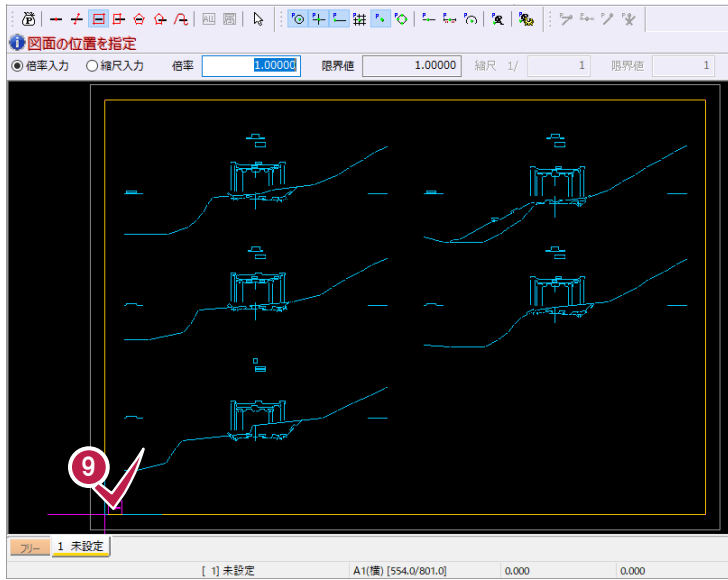 ALL
図面の位置を指定
倍率入力 縮尺入力 倍率 1.00000 限界値 1.00000 縮尺 1/ 1 限界値 1
9
フリー 1 未設定
[ 1] 未設定 A1(横) [554.0/801.0] 0.000 0.000